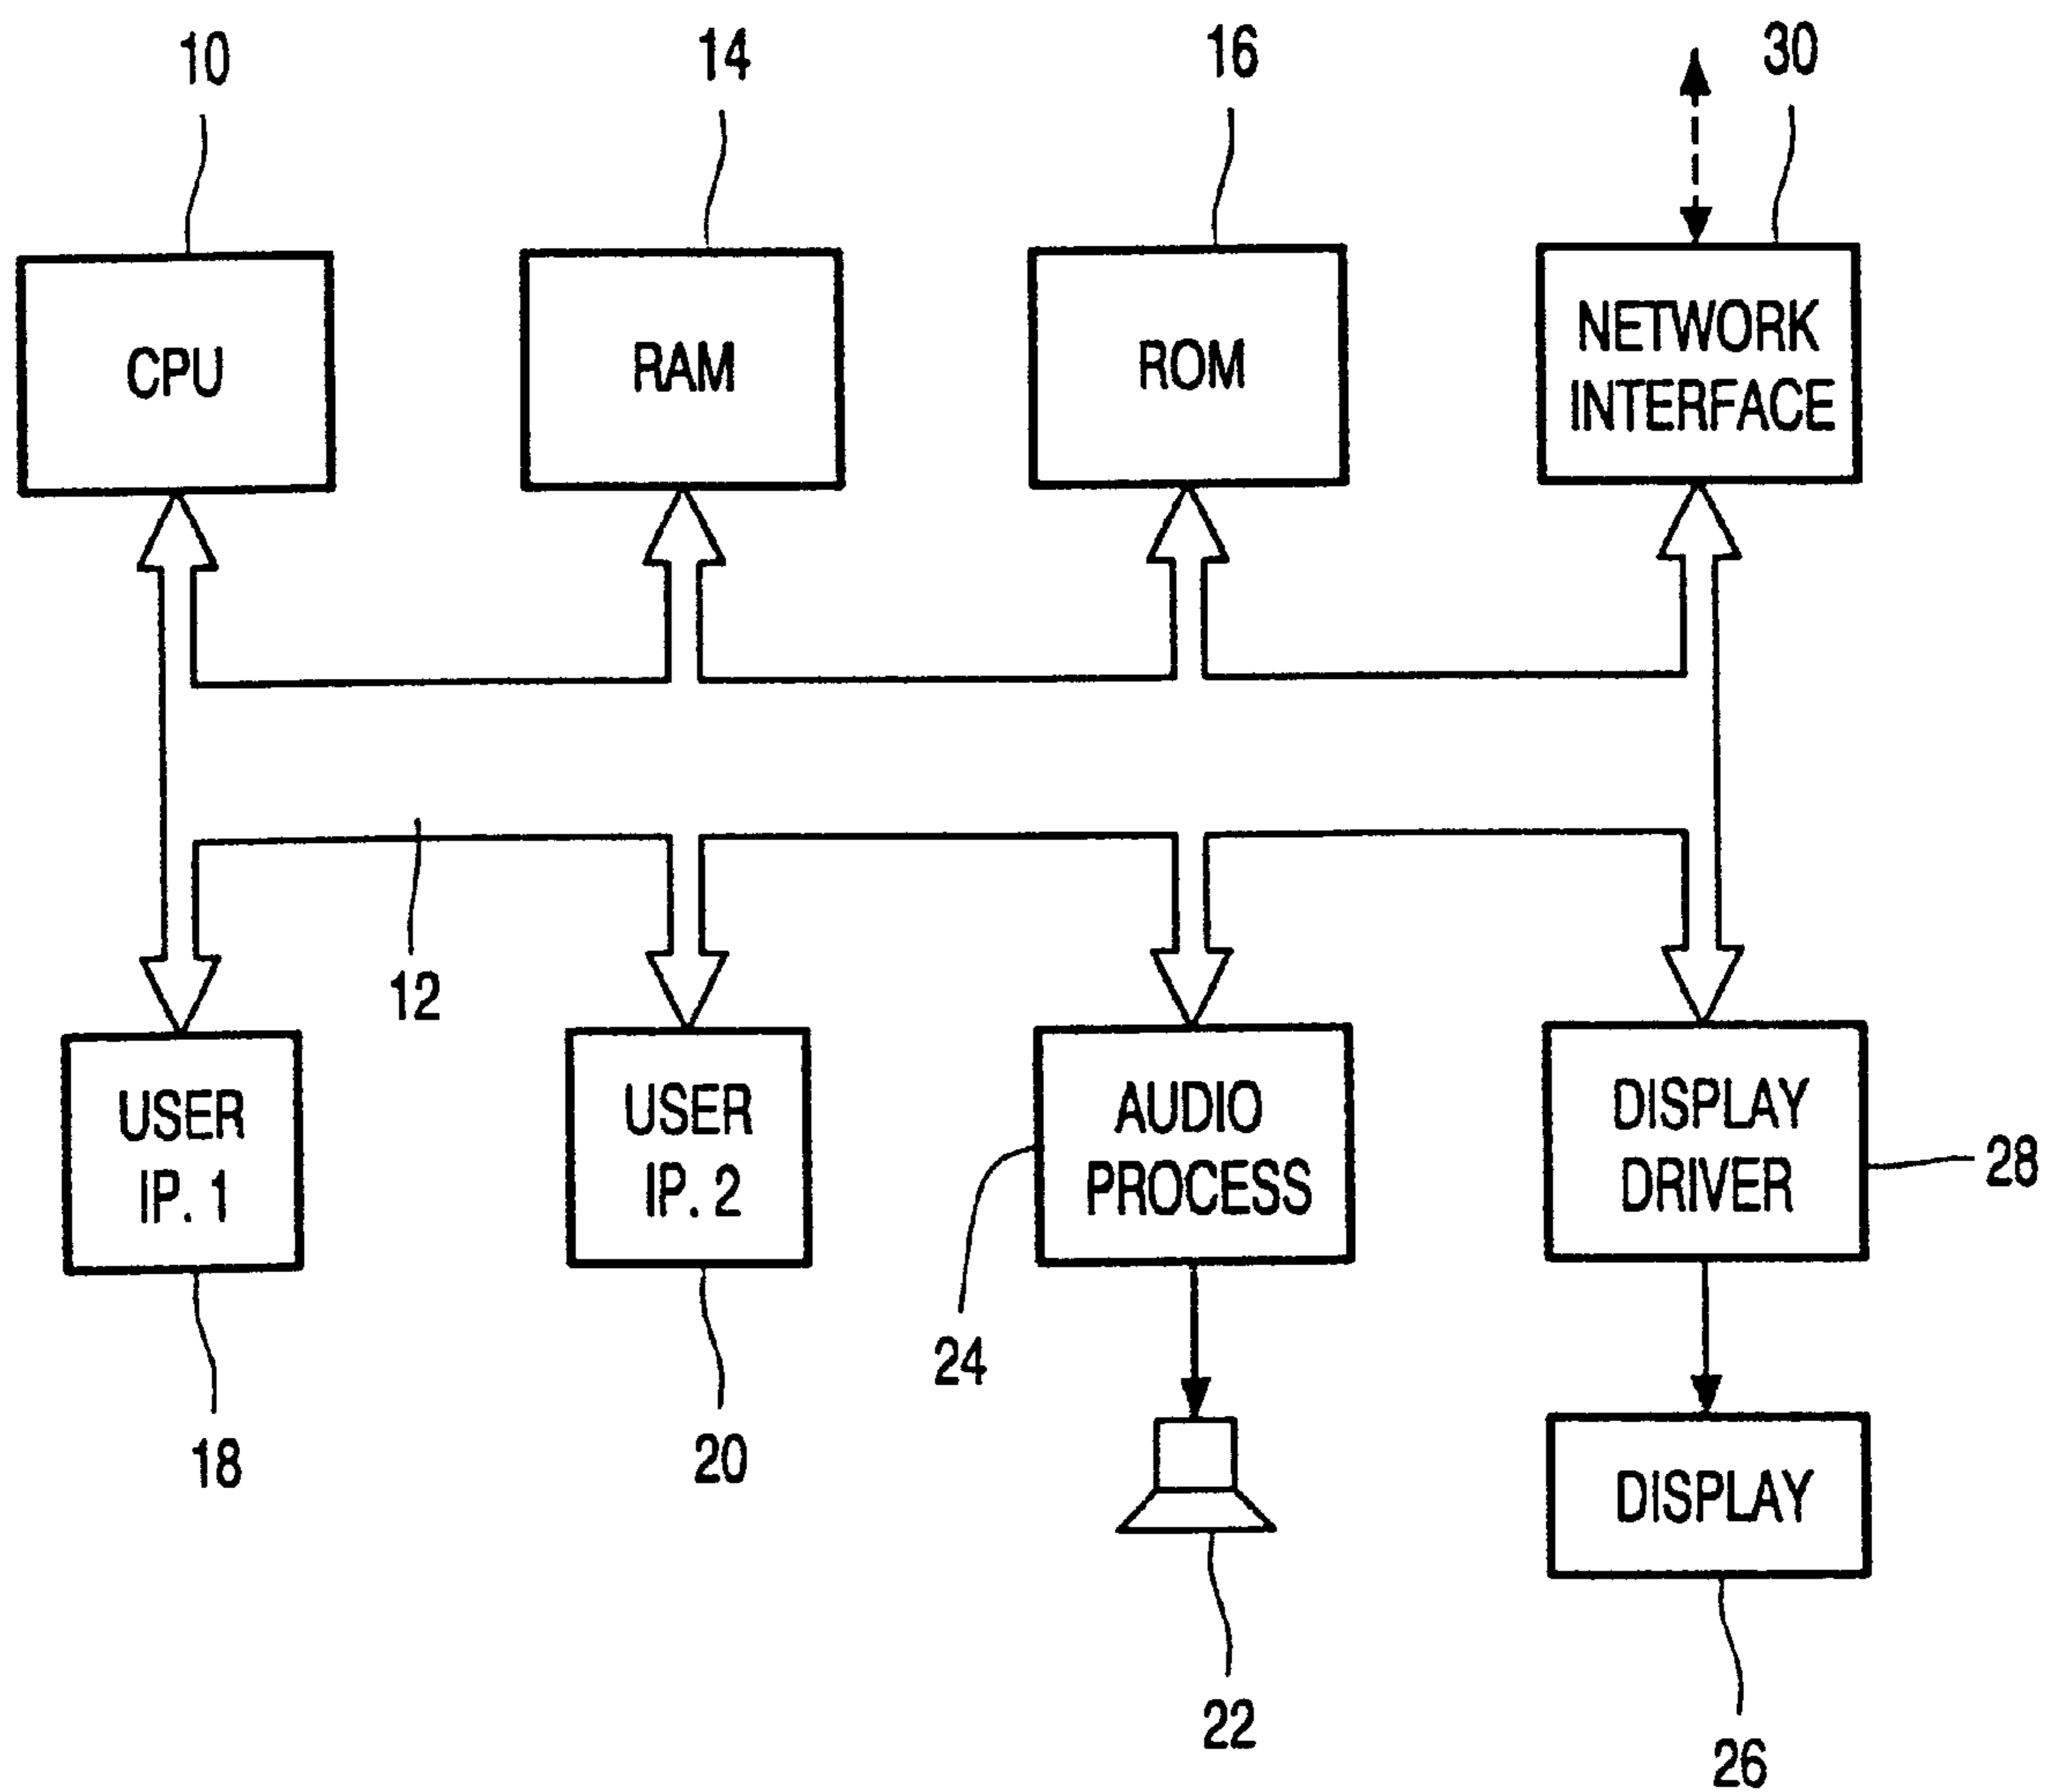 10
14
16
30
CPU
RAM
ROM
NETWORK
INTERFACE
12
USER
IP. 1
USER
IP. 2
AUDIO
PROCESS
DISPLAY
DRIVER
28
24
18
20
DISPLAY
22
26